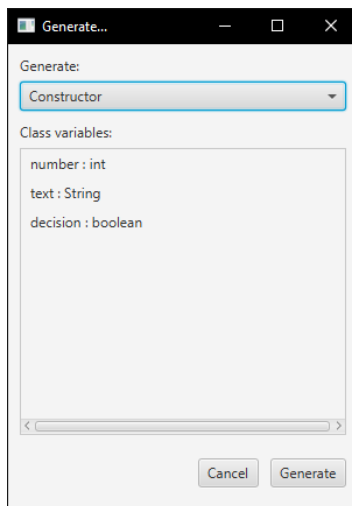 Generate...
Generate:
Constructor
Class variables:
number : int
text : String
decision : boolean
Cancel Generate